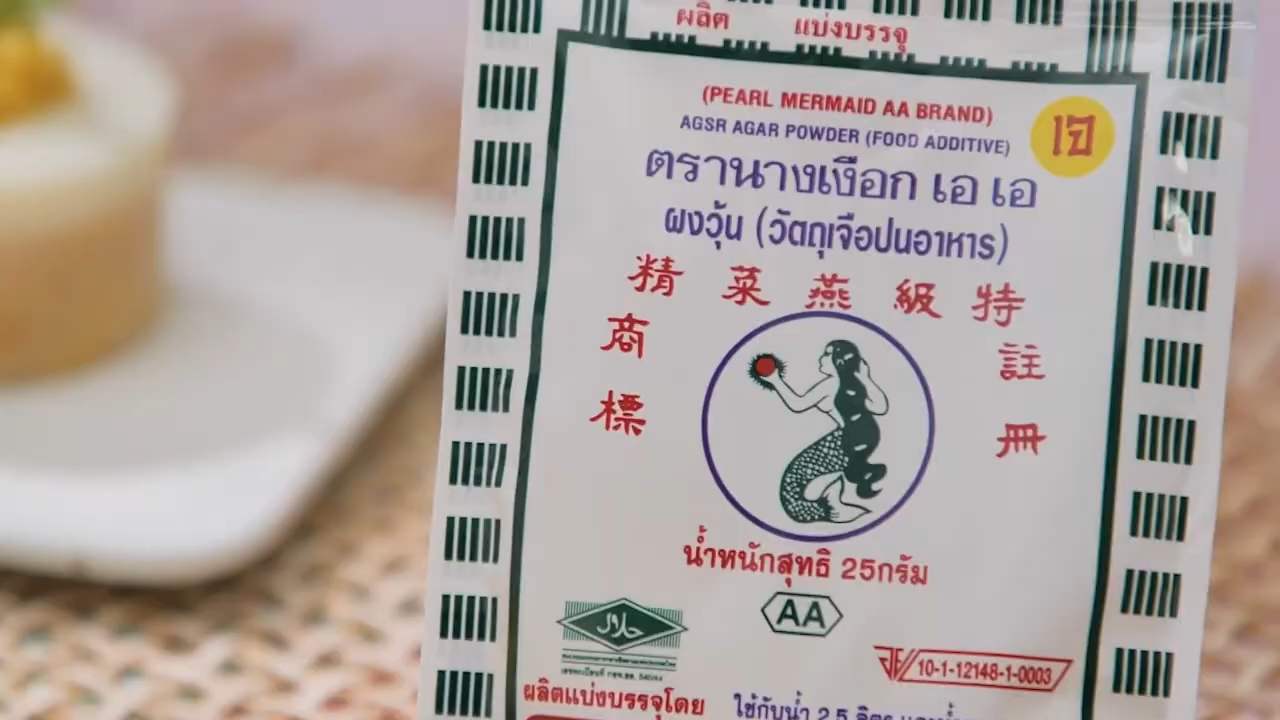 ผลิต แบ่งบรรจุ
(PEARL MERMAID AA BRAND)
AGSR AGAR POWDER (FOOD ADDITIVE)
เจ
ตรานางเงือก เอ เอ
ผงวุ้น (วัตถุเจือปนอาหาร)
精 菜 燕 級 特
商 註
標 冊
น้ำหนักสุทธิ 25กรัม
AA
حلال
10-1-12148-1-0003
ผลิตแบ่งบรรจุโดย
ใช้กับน้ำ 2.5 ลิตร